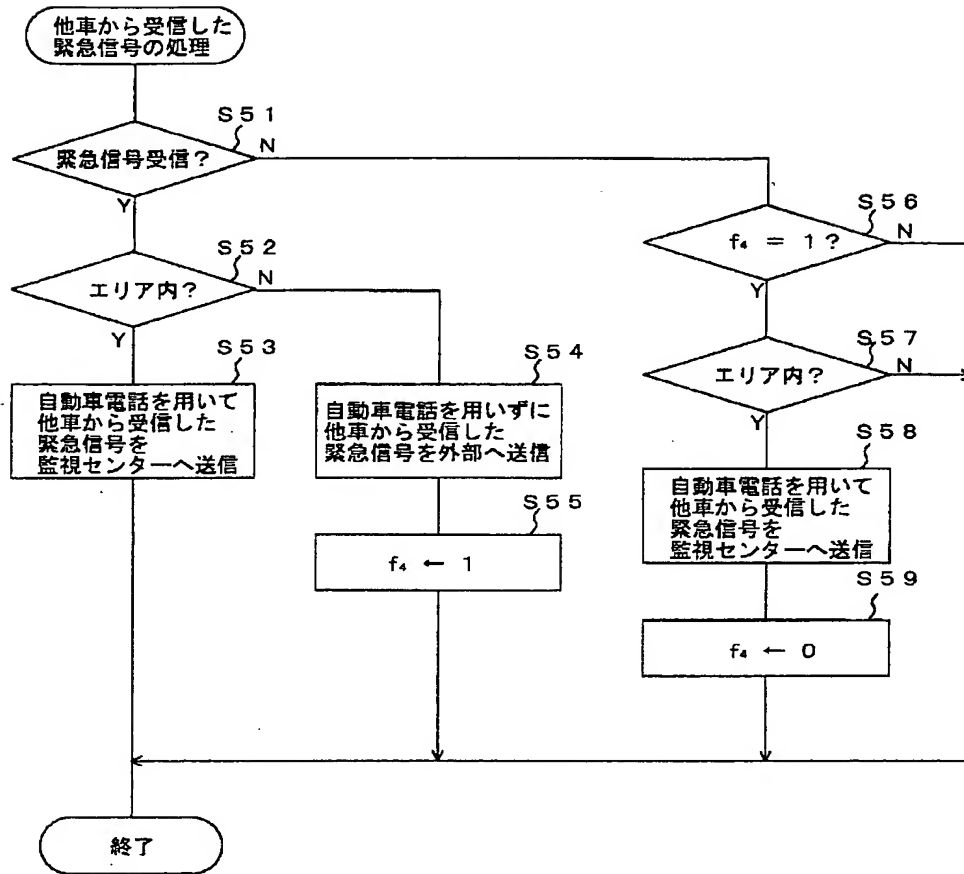 他車から受信した
緊急信号の処理
S51
緊急信号受信?
N
Y
S52
エリア内?
N
Y
S53
自動車電話を用いて
他車から受信した
緊急信号を
監視センターへ送信
S54
自動車電話を用いずに
他車から受信した
緊急信号を外部へ送信
S55
f₄ ← 1
S56
f₄ = 1?
N
Y
S57
エリア内?
N
Y
S58
自動車電話を用いて
他車から受信した
緊急信号を
監視センターへ送信
S59
f₄ ← 0
終了